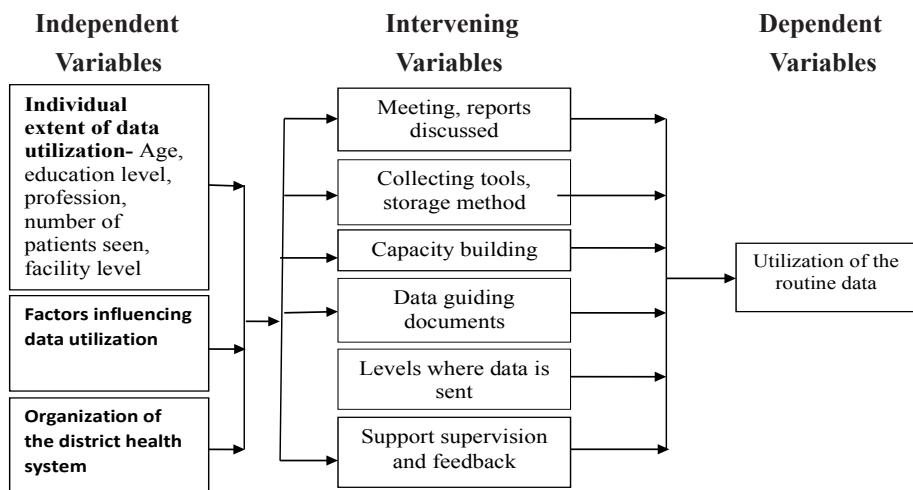 Independent
Variables
Intervening
Variables
Dependent
Variables
Individual
extent of data
utilization- Age,
education level,
profession,
number of
patients seen,
facility level
Factors influencing
data utilization
Organization of
the district health
system
Meeting, reports
discussed
Collecting tools,
storage method
Capacity building
Data guiding
documents
Levels where data is
sent
Support supervision
and feedback
Utilization of the
routine data